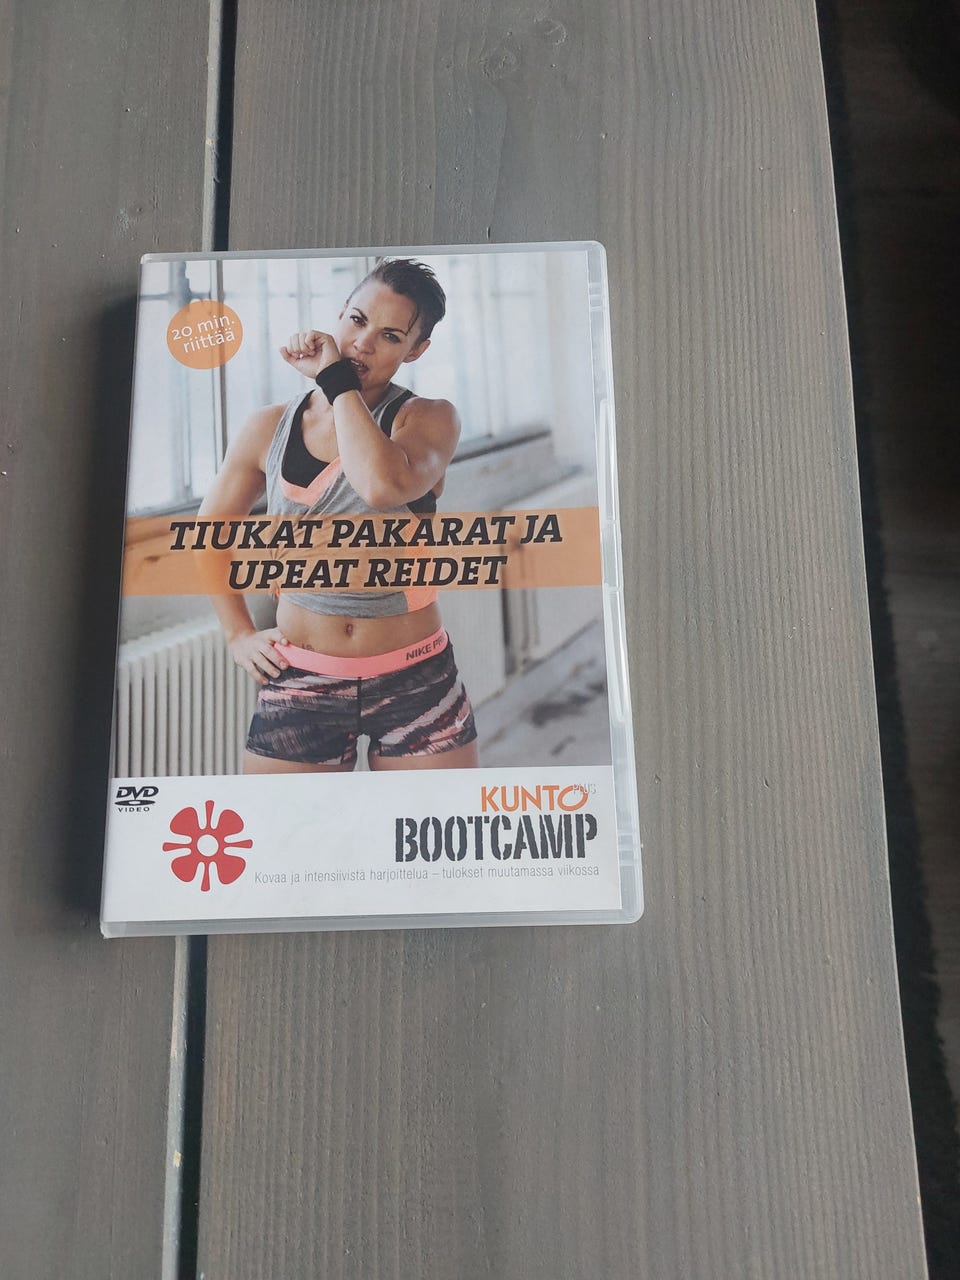 20 min.
riittää
TIUKAT PAKARAT JA
UPEAT REIDET
NIKE PRO
DVD
VIDEO
KUNTO PLUS
BOOTCAMP
Kovaa ja intensiivistä harjoittelua – tulokset muutamassa viikossa